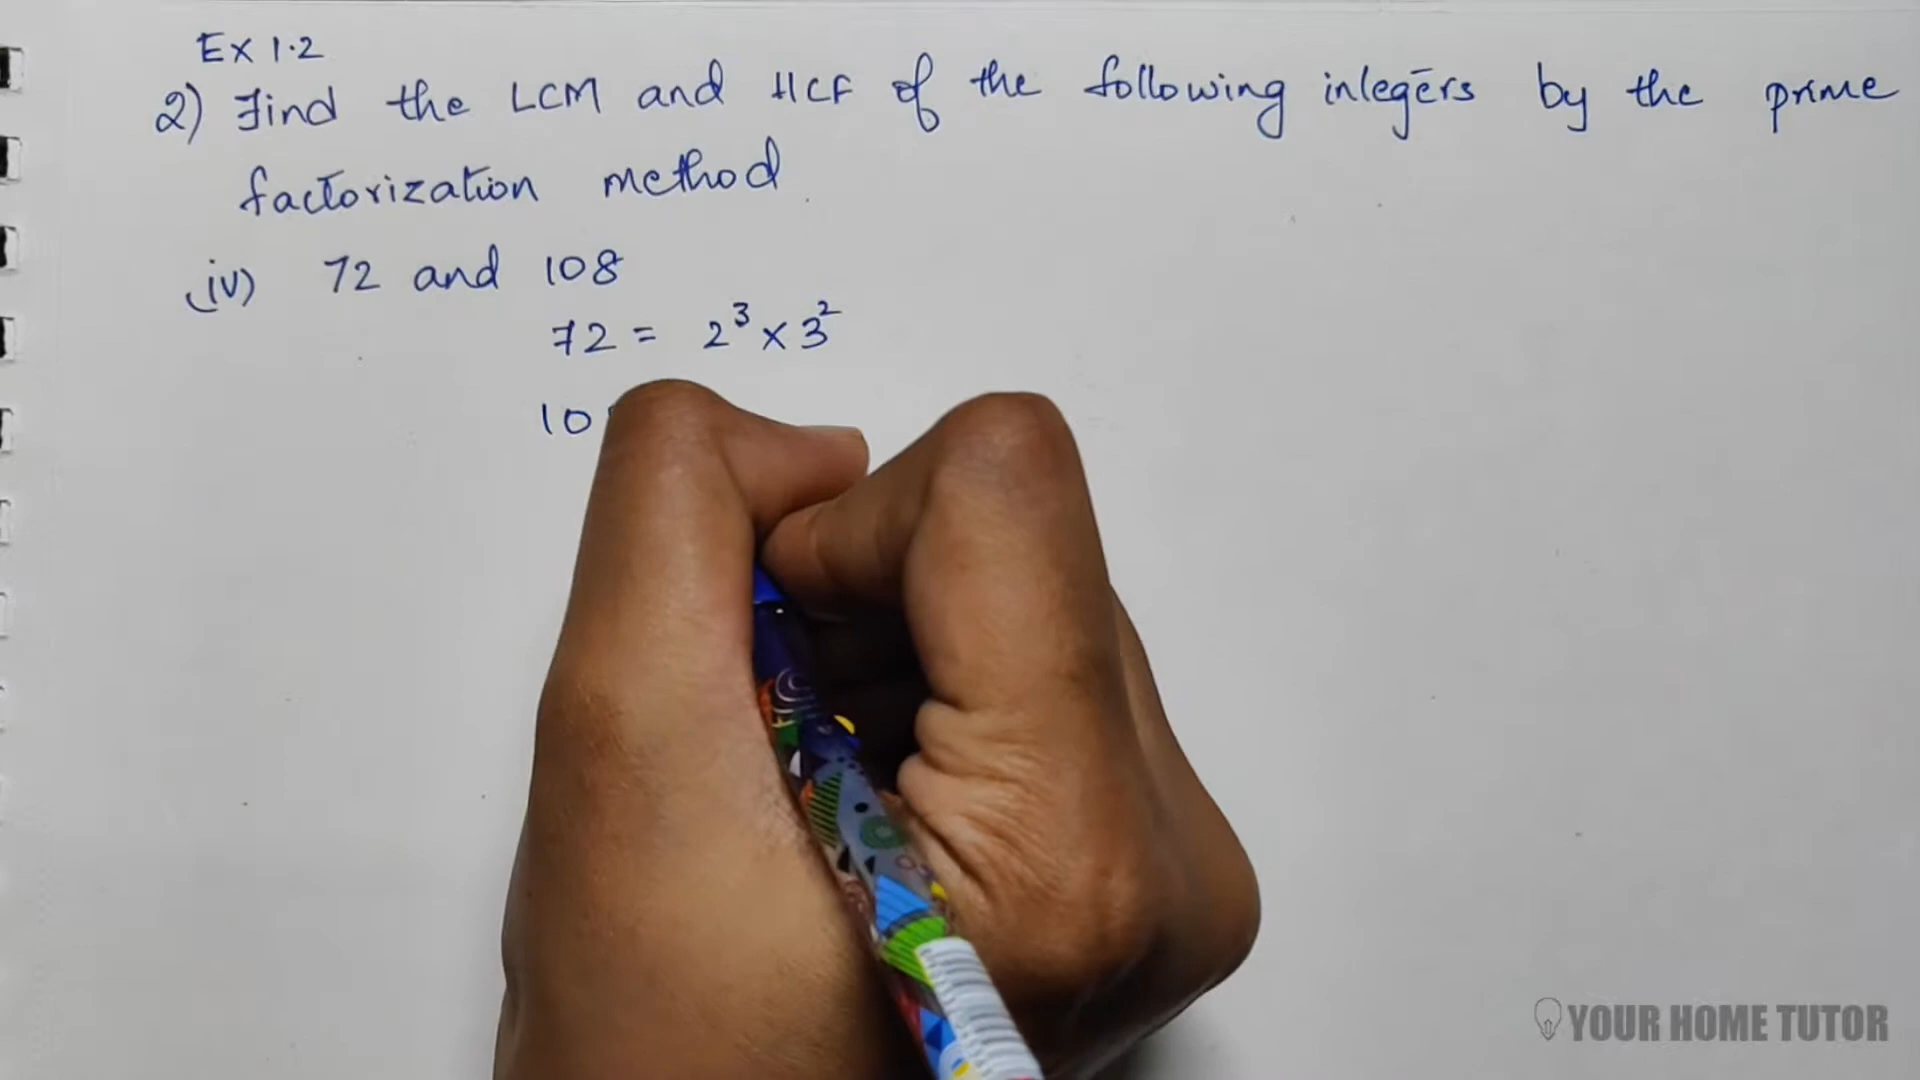 Ex 1.2
2) Find the LCM and HCF of the following integers by the prime
factorization method
(iv) 72 and 108
72 = 2³ × 3²
10
YOUR HOME TUTOR